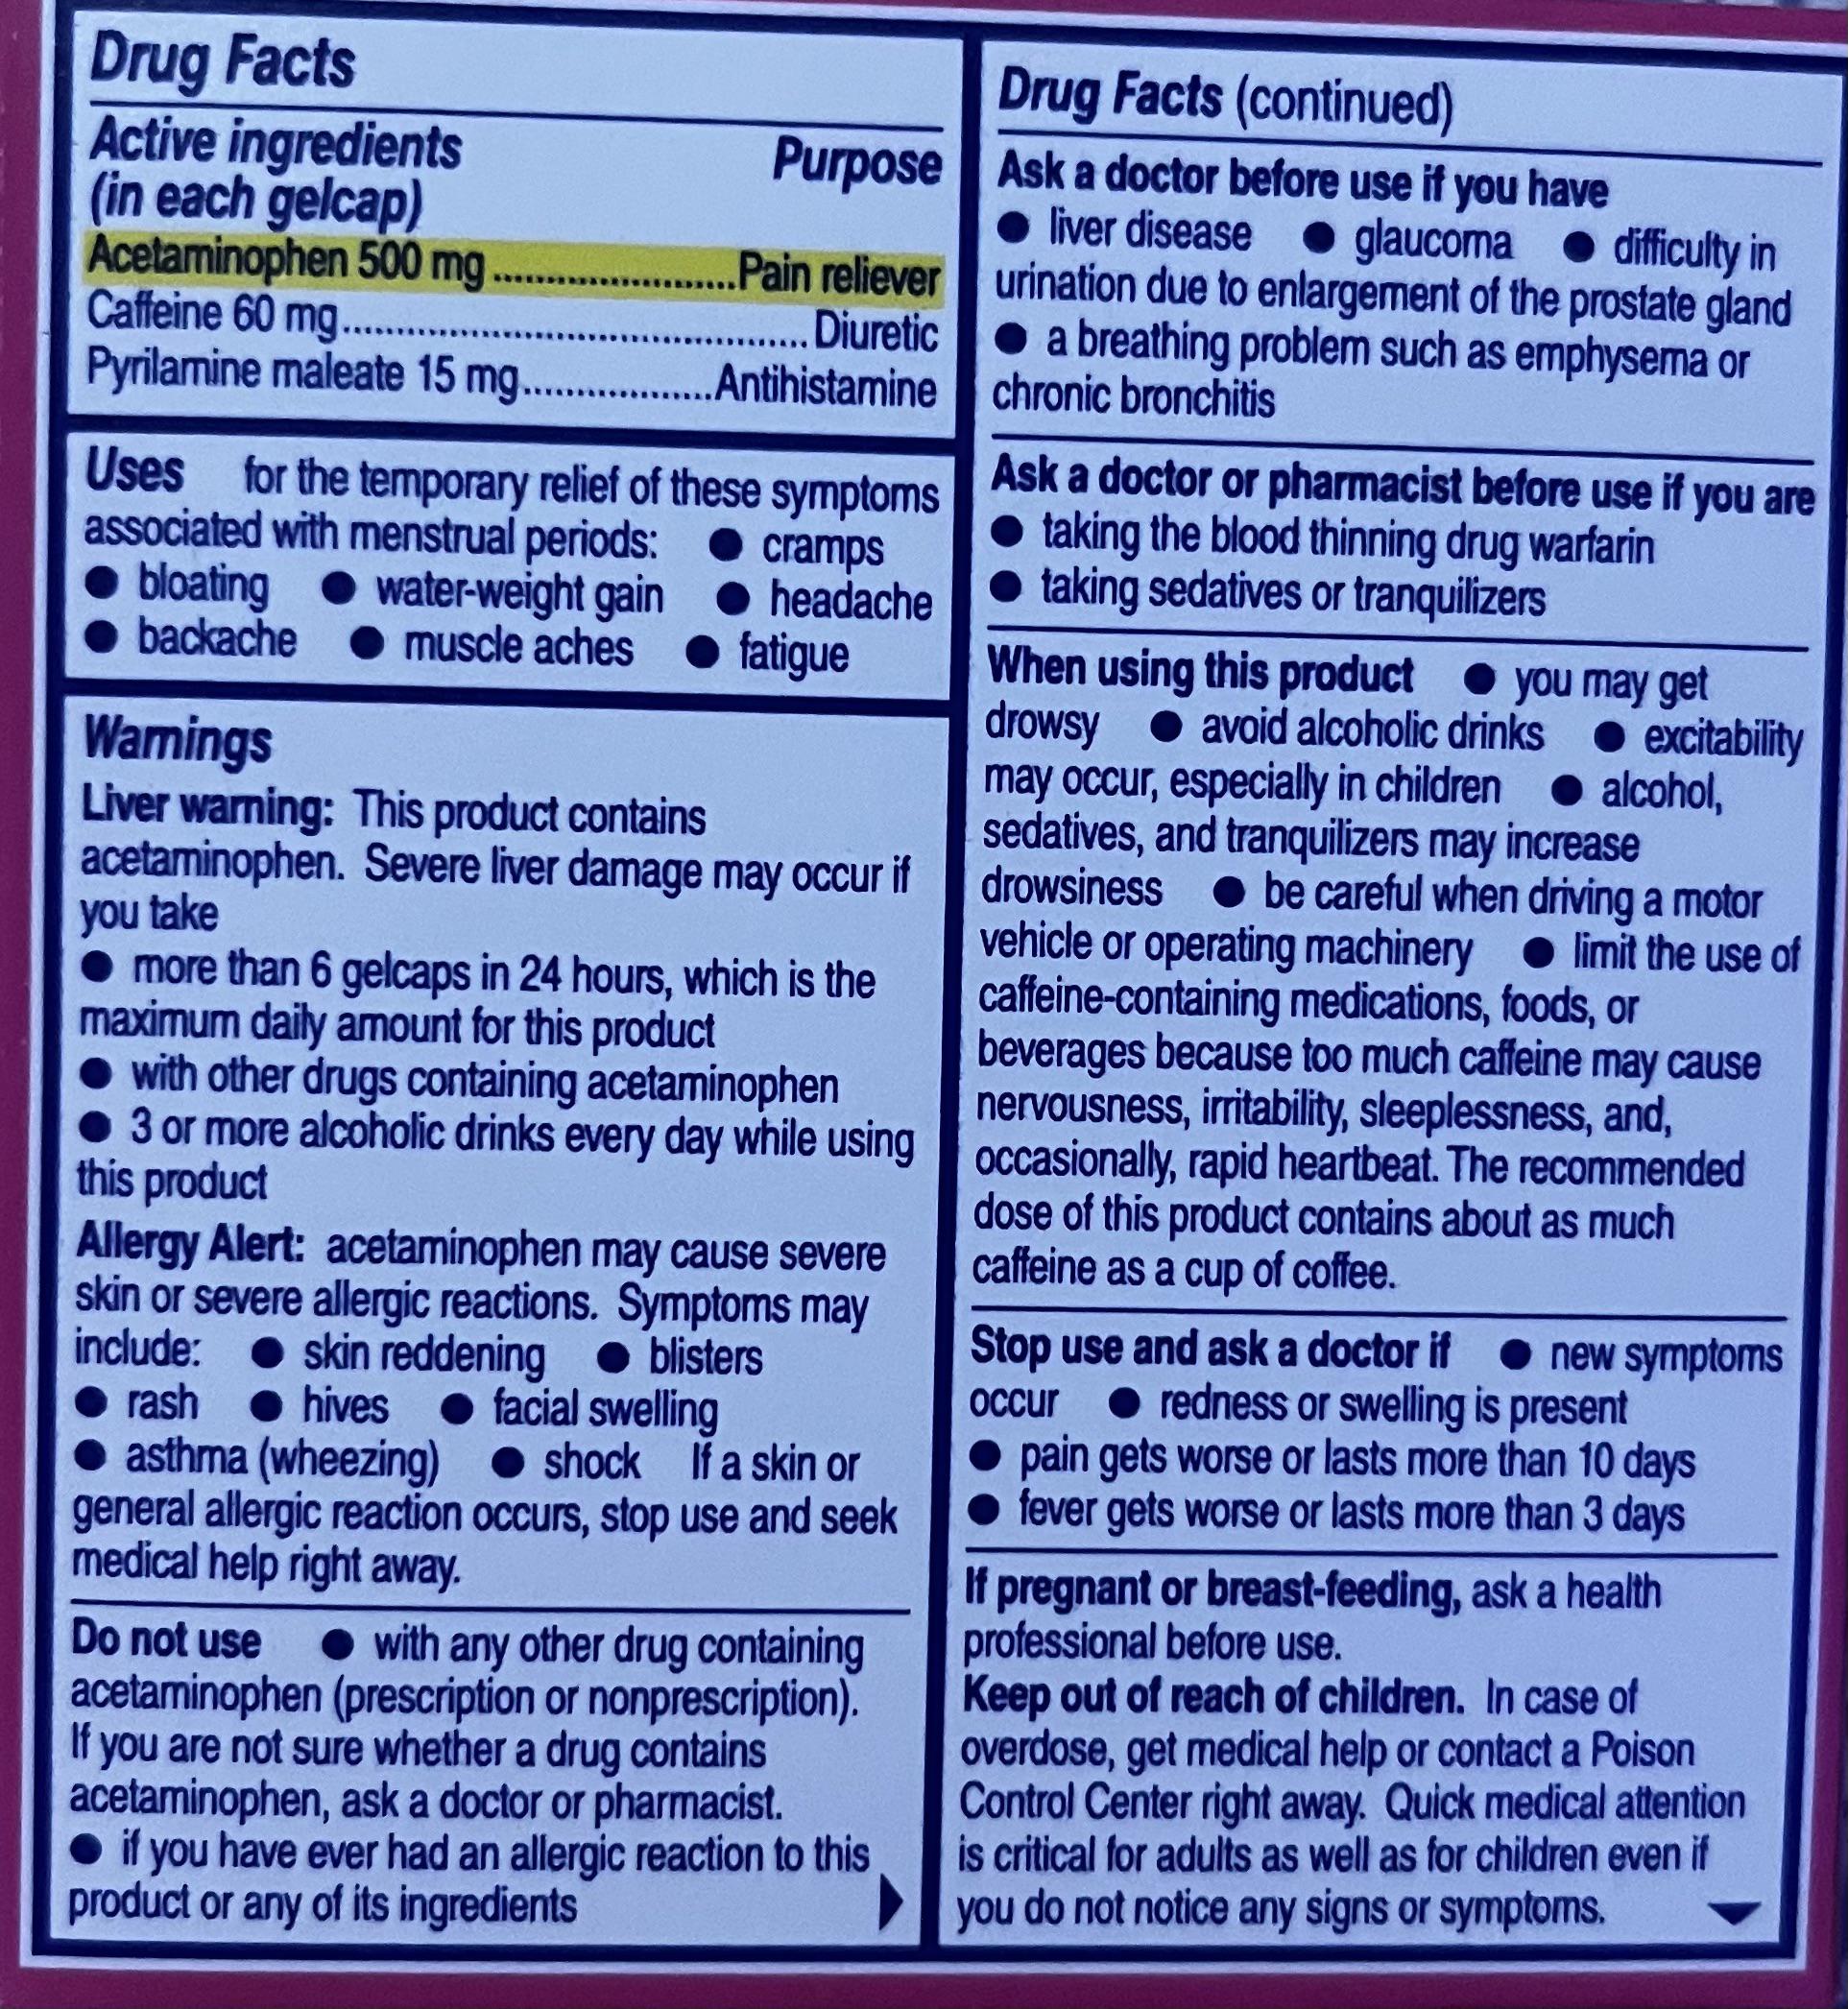 Drug Facts
Active ingredients
(in each gelcap)
Purpose
Acetaminophen 500 mg.......................Pain reliever
Caffeine 60 mg............................................Diuretic
Pyrilamine maleate 15 mg..................Antihistamine
Uses for the temporary relief of these symptoms
associated with menstrual periods: ● cramps
● bloating ● water-weight gain ● headache
● backache ● muscle aches ● fatigue
Warnings
Liver warning: This product contains
acetaminophen. Severe liver damage may occur if
you take
● more than 6 gelcaps in 24 hours, which is the
maximum daily amount for this product
● with other drugs containing acetaminophen
● 3 or more alcoholic drinks every day while using
this product
Allergy Alert: acetaminophen may cause severe
skin or severe allergic reactions. Symptoms may
include: ● skin reddening ● blisters
● rash ● hives ● facial swelling
● asthma (wheezing) ● shock If a skin or
general allergic reaction occurs, stop use and seek
medical help right away.
Do not use ● with any other drug containing
acetaminophen (prescription or nonprescription).
If you are not sure whether a drug contains
acetaminophen, ask a doctor or pharmacist.
● if you have ever had an allergic reaction to this
product or any of its ingredients
Drug Facts (continued)
Ask a doctor before use if you have
● liver disease ● glaucoma ● difficulty in
urination due to enlargement of the prostate gland
● a breathing problem such as emphysema or
chronic bronchitis
Ask a doctor or pharmacist before use if you are
● taking the blood thinning drug warfarin
● taking sedatives or tranquilizers
When using this product ● you may get
drowsy ● avoid alcoholic drinks ● excitability
may occur, especially in children ● alcohol,
sedatives, and tranquilizers may increase
drowsiness ● be careful when driving a motor
vehicle or operating machinery ● limit the use of
caffeine-containing medications, foods, or
beverages because too much caffeine may cause
nervousness, irritability, sleeplessness, and,
occasionally, rapid heartbeat. The recommended
dose of this product contains about as much
caffeine as a cup of coffee.
Stop use and ask a doctor if ● new symptoms
occur ● redness or swelling is present
● pain gets worse or lasts more than 10 days
● fever gets worse or lasts more than 3 days
If pregnant or breast-feeding, ask a health
professional before use.
Keep out of reach of children. In case of
overdose, get medical help or contact a Poison
Control Center right away. Quick medical attention
is critical for adults as well as for children even if
you do not notice any signs or symptoms.